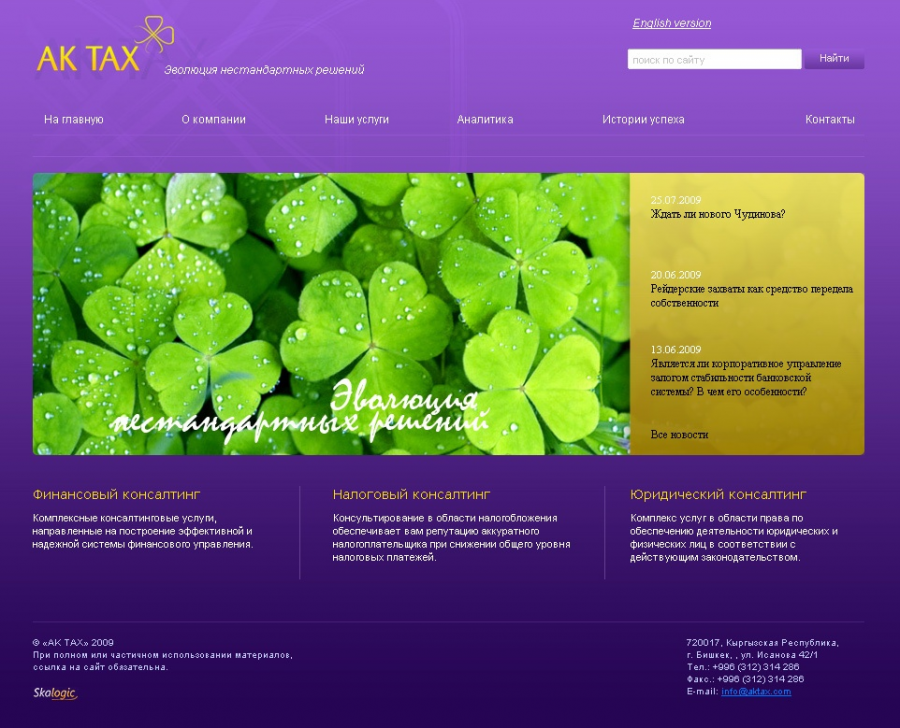 AK TAX
Эволюция нестандартных решений
English version
поиск по сайту
Найти
На главную
О компании
Наши услуги
Аналитика
Истории успеха
Контакты
Эволюция
нестандартных решений
25.07.2009
Ждать ли нового Чудинова?
20.06.2009
Рейдерские захваты как средство передела
собственности
13.06.2009
Является ли корпоративное управление
залогом стабильности банковской
системы? В чем его особенности?
Все новости
Финансовый консалтинг
Комплексные консалтинговые услуги,
направленные на построение эффективной и
надежной системы финансового управления.
Налоговый консалтинг
Консультирование в области налогобложения
обеспечивает вам репутацию аккуратного
налогоплательщика при снижении общего уровня
налоговых платежей.
Юридический консалтинг
Комплекс услуг в области права по
обеспечению деятельности юридических и
физических лиц в соответствии с
действующим законодательством.
© «АК ТАХ» 2009
При полном или частичном использовании материалов,
ссылка на сайт обязательна.
Skalogic
720017, Кыргызская Республика,
г. Бишкек, , ул. Исанова 42/1
Тел.: +996 (312) 314 286
Факс.: +996 (312) 314 286
E-mail: info@aktax.com